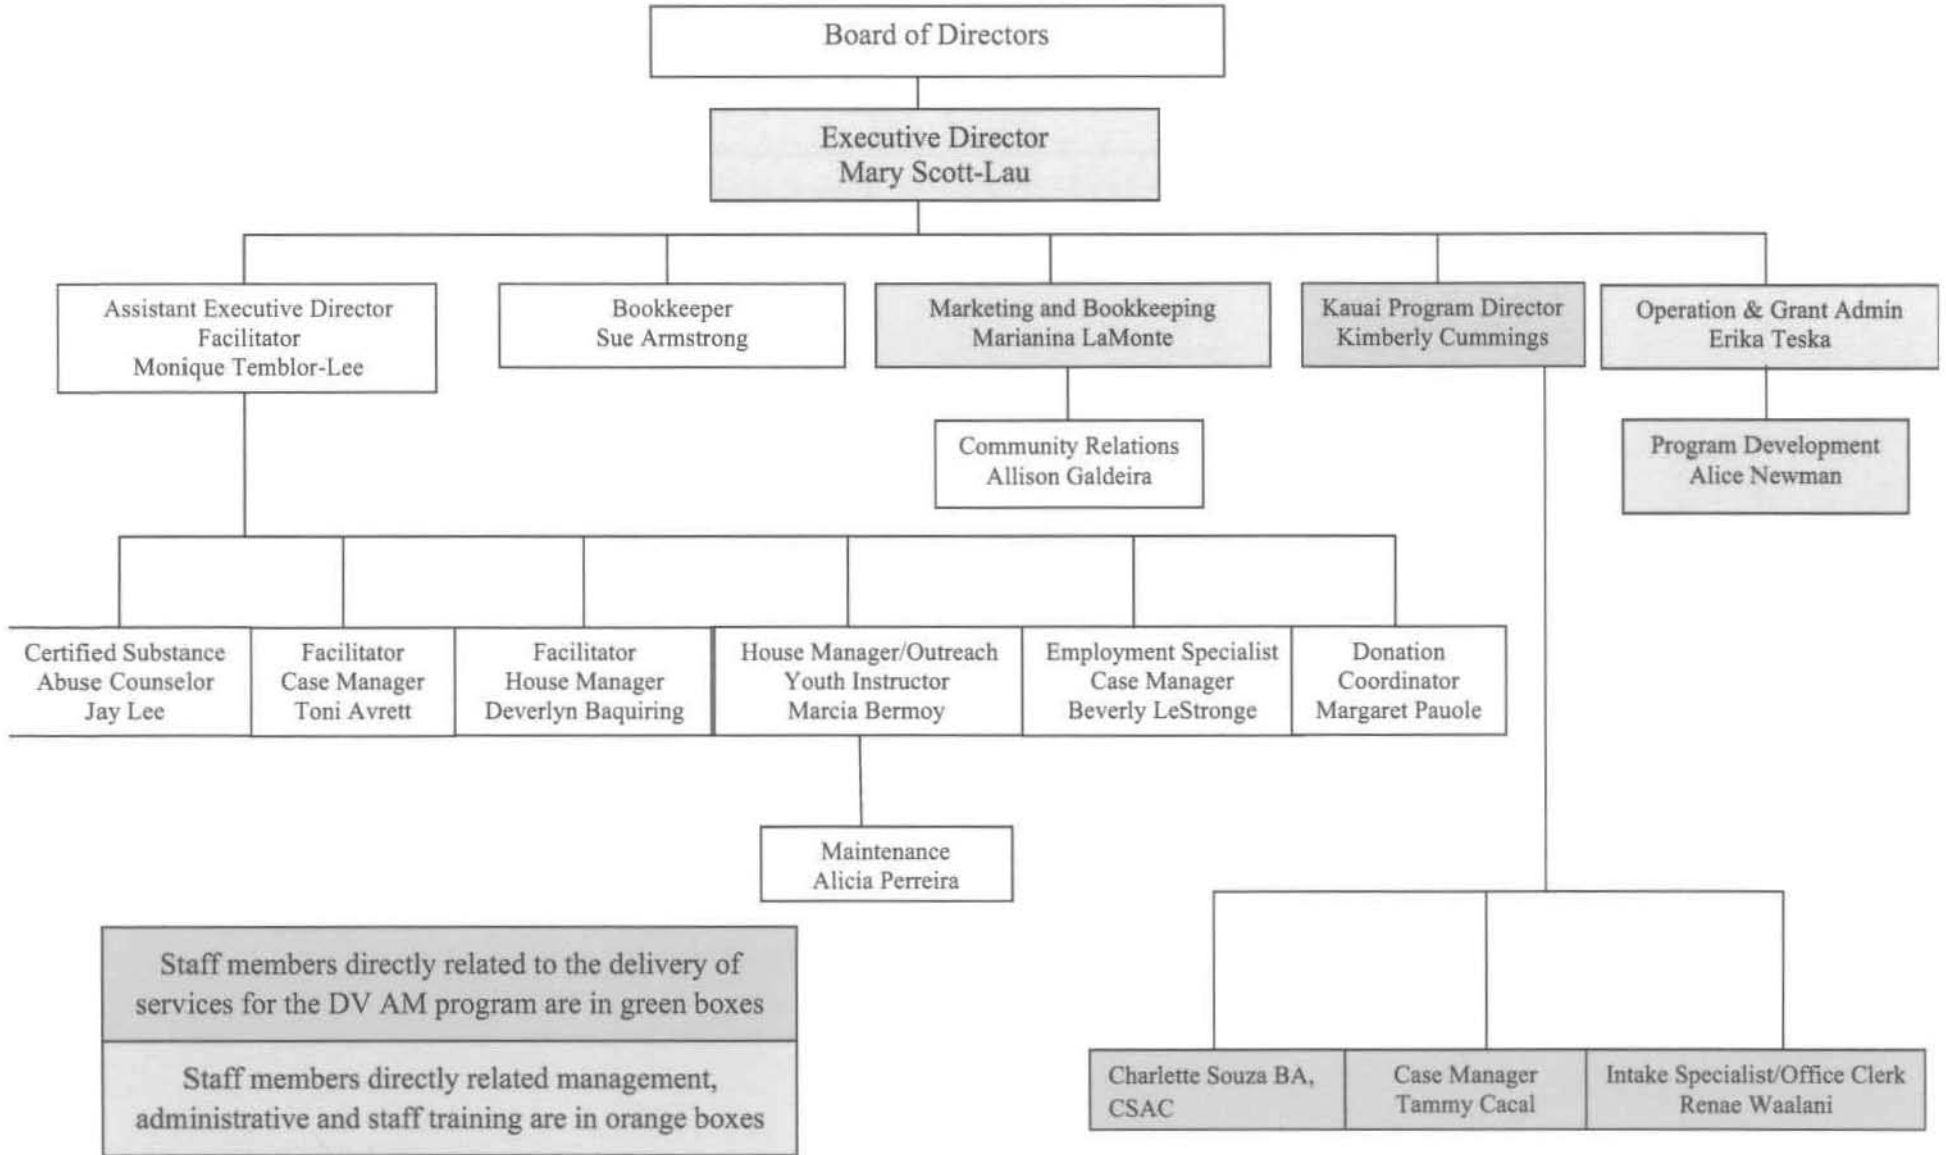 Board of Directors
Executive Director
Mary Scott-Lau
Assistant Executive Director
Facilitator
Monique Temblor-Lee
Bookkeeper
Sue Armstrong
Marketing and Bookkeeping
Marianina LaMonte
Kauai Program Director
Kimberly Cummings
Operation & Grant Admin
Erika Teska
Community Relations
Allison Galdeira
Program Development
Alice Newman
Certified Substance
Abuse Counselor
Jay Lee
Facilitator
Case Manager
Toni Avrett
Facilitator
House Manager
Deverlyn Baquiring
House Manager/Outreach
Youth Instructor
Marcia Bermoy
Employment Specialist
Case Manager
Beverly LeStronge
Donation
Coordinator
Margaret Pauole
Maintenance
Alicia Perreira
Staff members directly related to the delivery of
services for the DV AM program are in green boxes
Staff members directly related management,
administrative and staff training are in orange boxes
Charlette Souza BA,
CSAC
Case Manager
Tammy Cacal
Intake Specialist/Office Clerk
Renae Waalani